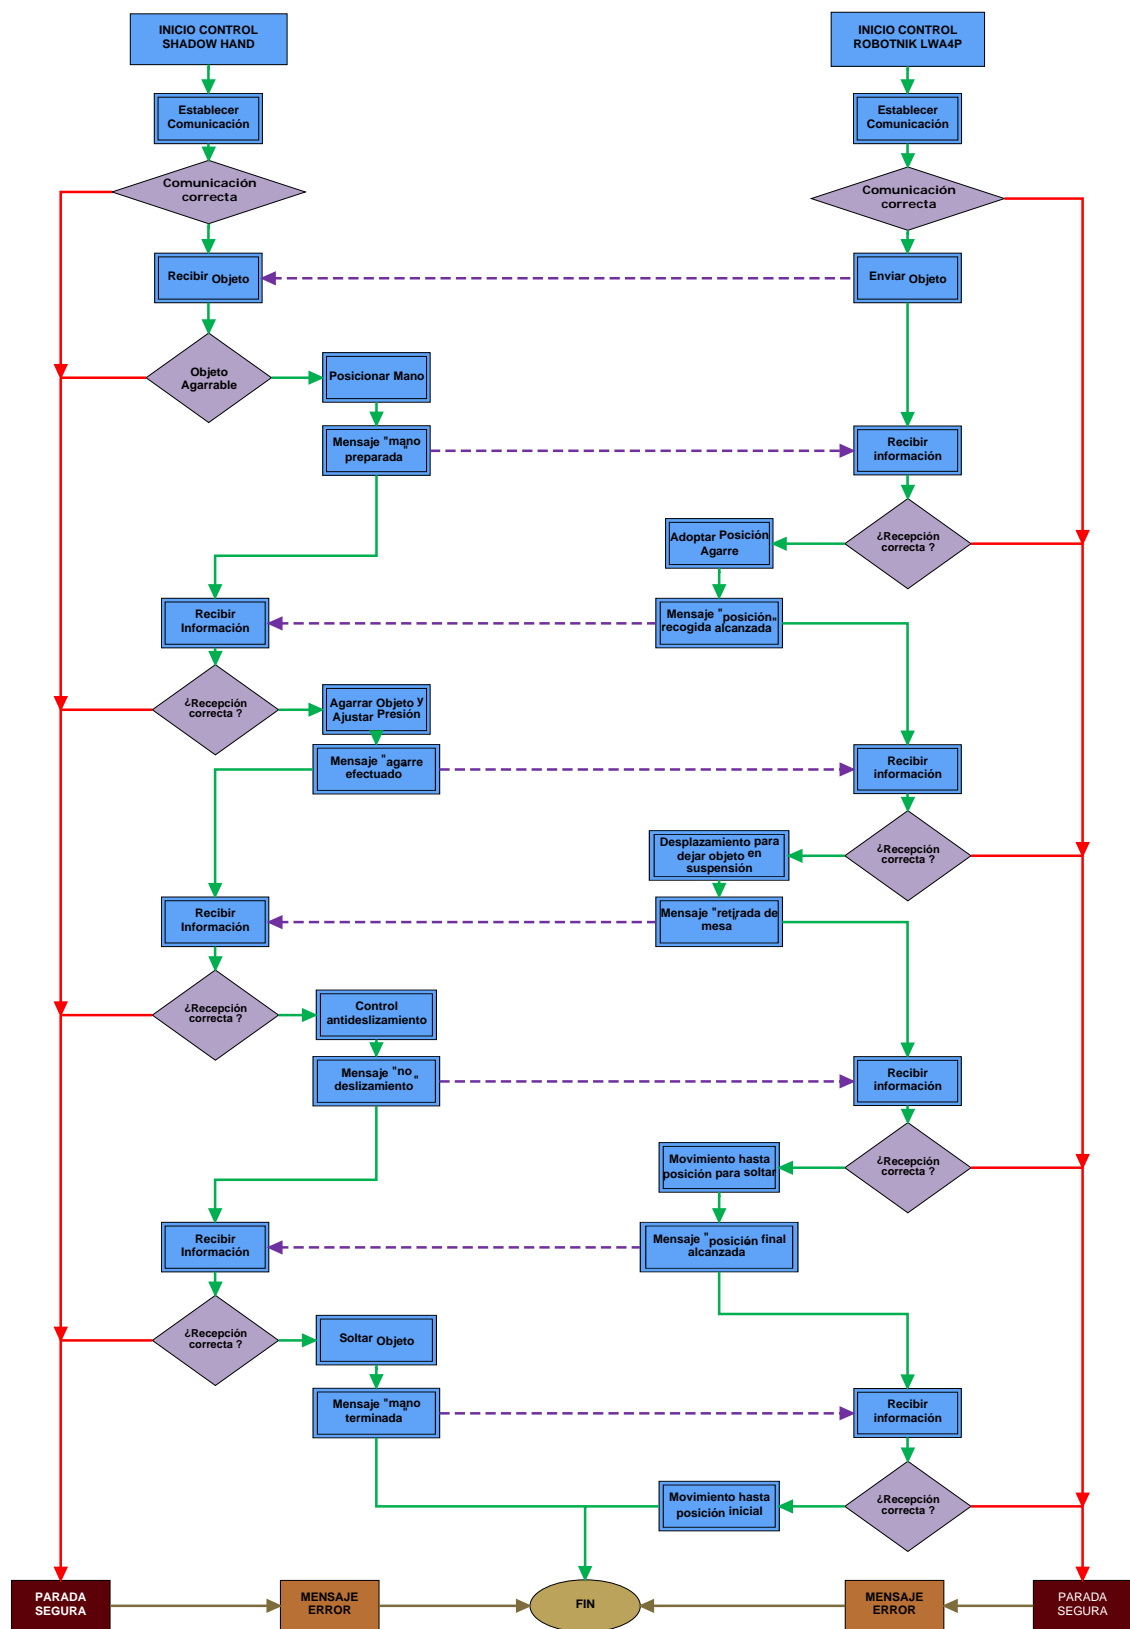 INICIO CONTROL
SHADOW HAND
INICIO CONTROL
ROBOTNIK LWA4P
Establecer
Comunicación
Establecer
Comunicación
Comunicación
correcta
Comunicación
correcta
Recibir Objeto
Enviar Objeto
Objeto
Agarrable
Posicionar Mano
Mensaje "mano
preparada"
Recibir
información
¿Recepción
correcta ?
Adoptar Posición
Agarre
Recibir
Información
Mensaje "posición
recogida alcanzada"
¿Recepción
correcta ?
Agarrar Objeto y
Ajustar Presión
Mensaje "agarre
efectuado"
Recibir
información
¿Recepción
correcta ?
Desplazamiento para
dejar objeto en
suspensión
Recibir
Información
Mensaje "retirada de
mesa"
¿Recepción
correcta ?
Control
antideslizamiento
Mensaje "no
deslizamiento"
Recibir
información
¿Recepción
correcta ?
Movimiento hasta
posición para soltar
Recibir
Información
Mensaje "posición final
alcanzada
¿Recepción
correcta ?
Soltar Objeto
Mensaje "mano
terminada"
Recibir
información
¿Recepción
correcta ?
Movimiento hasta
posición inicial
PARADA
SEGURA
MENSAJE
ERROR
FIN
MENSAJE
ERROR
PARADA
SEGURA